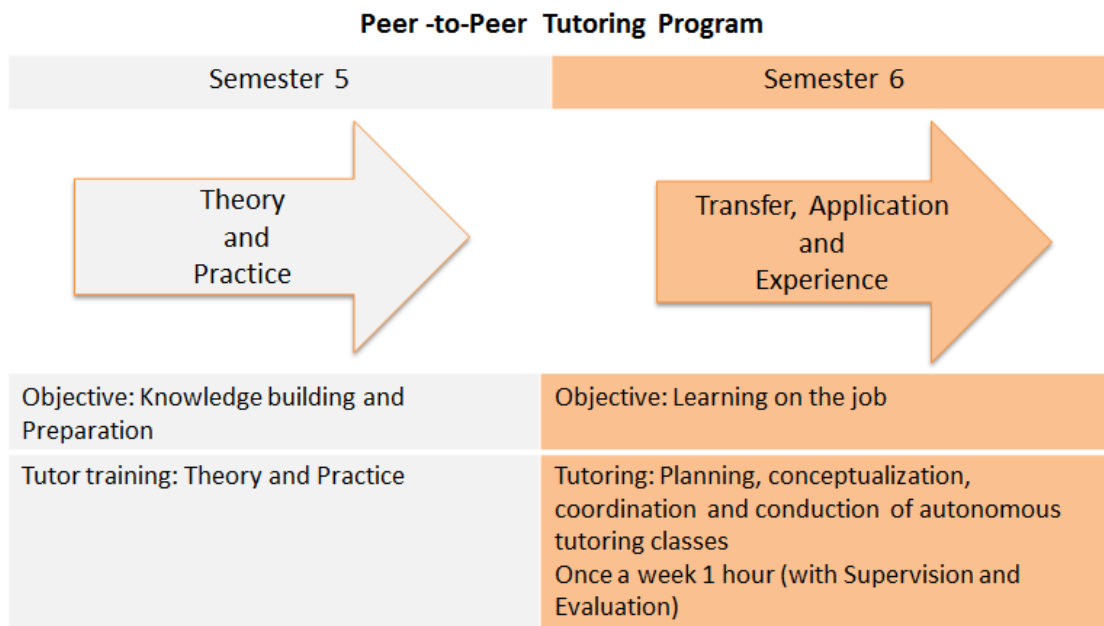 Peer -to-Peer Tutoring Program
Semester 5
Semester 6
Theory
and
Practice
Transfer, Application
and
Experience
Objective: Knowledge building and
Preparation
Objective: Learning on the job
Tutor training: Theory and Practice
Tutoring: Planning, conceptualization,
coordination and conduction of autonomous
tutoring classes
Once a week 1 hour (with Supervision and
Evaluation)